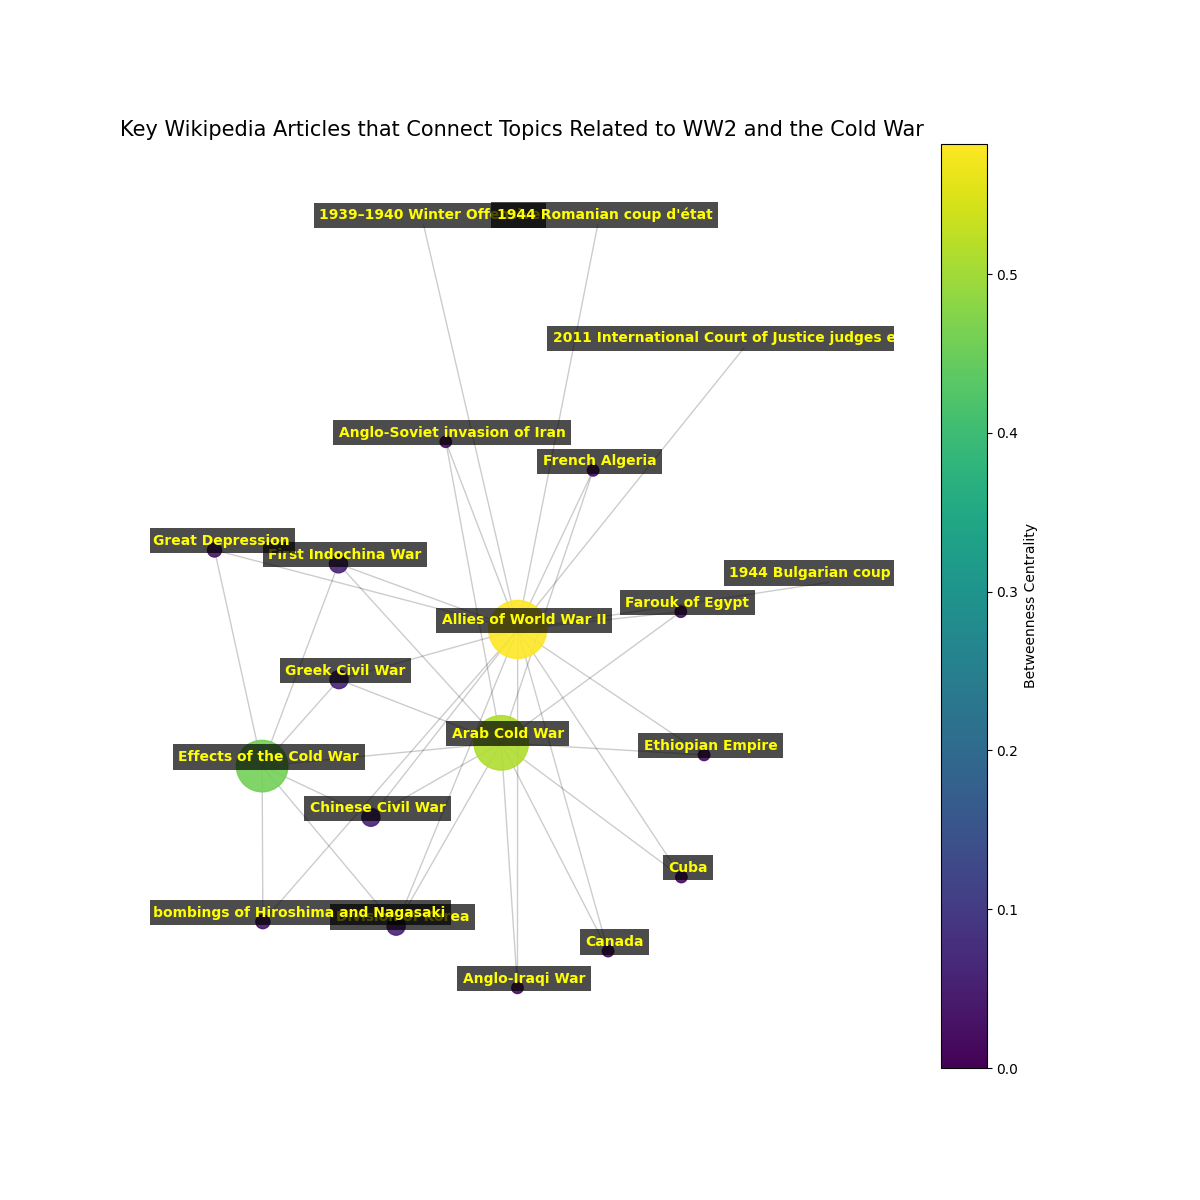 Key Wikipedia Articles that Connect Topics Related to WW2 and the Cold War
1939–1940 Winter Offe
1944 Romanian coup d'état
2011 International Court of Justice judges e
Anglo-Soviet invasion of Iran
French Algeria
Great Depression
First Indochina War
1944 Bulgarian coup
Farouk of Egypt
Allies of World War II
Greek Civil War
Arab Cold War
Ethiopian Empire
Effects of the Cold War
Chinese Civil War
Cuba
bombings of Hiroshima and Nagasaki
Division of Korea
Canada
Anglo-Iraqi War
0.5
0.4
0.3
0.2
0.1
0.0
Betweenness Centrality